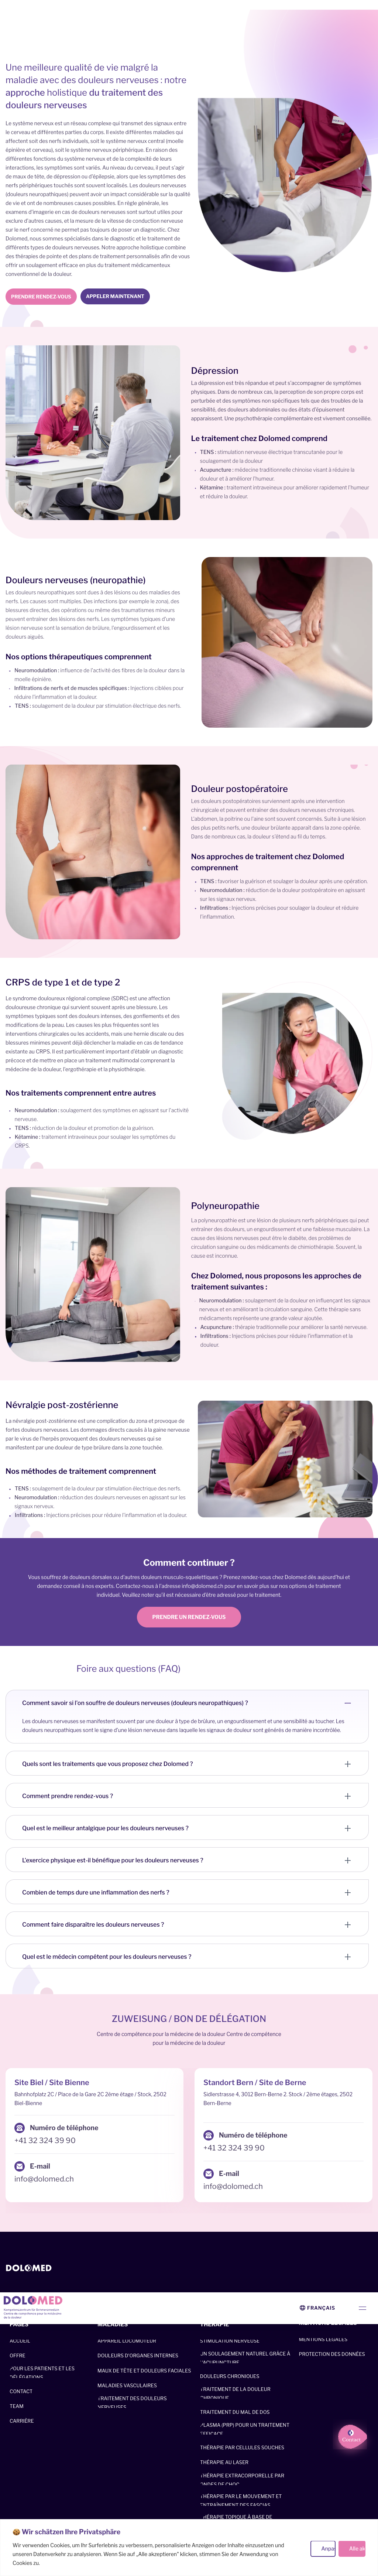 Une meilleure qualité de vie malgré la
maladie avec des douleurs nerveuses : notre
approche holistique du traitement des
douleurs nerveuses
Le système nerveux est un réseau complexe qui transmet des signaux entre
le cerveau et différentes parties du corps. Il existe différentes maladies qui
affectent soit des nerfs individuels, soit le système nerveux central (moelle
épinière et cerveau), soit le système nerveux périphérique. En raison des
différentes fonctions du système nerveux et de la complexité de leurs
interactions, les symptômes sont variés. Au niveau du cerveau, il peut s'agir
de maux de tête, de dépression ou d'épilepsie, alors que les symptômes des
nerfs périphériques touchés sont souvent localisés. Les douleurs nerveuses
(douleurs neuropathiques) peuvent avoir un impact considérable sur la qualité
de vie et ont de nombreuses causes possibles. En règle générale, les
examens d'imagerie en cas de douleurs nerveuses sont surtout utiles pour
exclure d'autres causes, et la mesure de la vitesse de conduction nerveuse
sur le nerf concerné ne permet pas toujours de poser un diagnostic. Chez
Dolomed, nous sommes spécialisés dans le diagnostic et le traitement de
différents types de douleurs nerveuses. Notre approche holistique combine
des thérapies de pointe et des plans de traitement personnalisés afin de vous
offrir un soulagement efficace en plus du traitement médicamenteux
conventionnel de la douleur.
PRENDRE RENDEZ-VOUS
APPELER MAINTENANT
Dépression
La dépression est très répandue et peut s'accompagner de symptômes
physiques. Dans de nombreux cas, la perception de son propre corps est
perturbée et des symptômes non spécifiques tels que des troubles de la
sensibilité, des douleurs abdominales ou des états d'épuisement
apparaissent. Une psychothérapie complémentaire est vivement conseillée.
Le traitement chez Dolomed comprend
• TENS : stimulation nerveuse électrique transcutanée pour le
soulagement de la douleur
• Acupuncture : médecine traditionnelle chinoise visant à réduire la
douleur et à améliorer l'humeur.
• Kétamine : traitement intraveineux pour améliorer rapidement l'humeur
et réduire la douleur.
Douleurs nerveuses (neuropathie)
Les douleurs neuropathiques sont dues à des lésions ou des maladies des
nerfs. Les causes sont multiples. Des infections (par exemple le zona), des
blessures directes, des opérations ou même des traumatismes mineurs
peuvent entraîner des lésions des nerfs. Les symptômes typiques d'une
lésion nerveuse sont la sensation de brûlure, l'engourdissement et les
douleurs aiguës.
Nos options thérapeutiques comprennent
• Neuromodulation : influence de l'activité des fibres de la douleur dans la
moelle épinière.
• Infiltrations de nerfs et de muscles spécifiques : Injections ciblées pour
réduire l'inflammation et la douleur.
• TENS : soulagement de la douleur par stimulation électrique des nerfs.
Douleur postopératoire
Les douleurs postopératoires surviennent après une intervention
chirurgicale et peuvent entraîner des douleurs nerveuses chroniques.
L'abdomen, la poitrine ou l'aine sont souvent concernés. Suite à une lésion
des plus petits nerfs, une douleur brûlante apparaît dans la zone opérée.
Dans de nombreux cas, la douleur s'étend au fil du temps.
Nos approches de traitement chez Dolomed
comprennent
• TENS : favoriser la guérison et soulager la douleur après une opération.
• Neuromodulation : réduction de la douleur postopératoire en agissant
sur les signaux nerveux.
• Infiltrations : Injections précises pour soulager la douleur et réduire
l'inflammation.
CRPS de type 1 et de type 2
Le syndrome douloureux régional complexe (SDRC) est une affection
douloureuse chronique qui survient souvent après une blessure. Les
symptômes typiques sont des douleurs intenses, des gonflements et des
modifications de la peau. Les causes les plus fréquentes sont les
interventions chirurgicales ou les accidents, mais une hernie discale ou des
blessures minimes peuvent déjà déclencher la maladie en cas de tendance
existante au CRPS. Il est particulièrement important d'établir un diagnostic
précoce et de mettre en place un traitement multimodal comprenant la
médecine de la douleur, l'ergothérapie et la physiothérapie.
Nos traitements comprennent entre autres
• Neuromodulation : soulagement des symptômes en agissant sur l'activité
nerveuse.
• TENS : réduction de la douleur et promotion de la guérison.
• Kétamine : traitement intraveineux pour soulager les symptômes du
CRPS.
Polyneuropathie
La polyneuropathie est une lésion de plusieurs nerfs périphériques qui peut
entraîner des douleurs, un engourdissement et une faiblesse musculaire. La
cause des lésions nerveuses peut être le diabète, des problèmes de
circulation sanguine ou des médicaments de chimiothérapie. Souvent, la
cause est inconnue.
Chez Dolomed, nous proposons les approches de
traitement suivantes :
Neuromodulation : soulagement de la douleur en influençant les signaux
nerveux et en améliorant la circulation sanguine. Cette thérapie sans
médicaments représente une grande valeur ajoutée.
• Acupuncture : thérapie traditionnelle pour améliorer la santé nerveuse.
• Infiltrations : Injections précises pour réduire l'inflammation et la
douleur.
Névralgie post-zostérienne
La névralgie post-zostérienne est une complication du zona et provoque de
fortes douleurs nerveuses. Les dommages directs causés à la gaine nerveuse
par le virus de l'herpès provoquent des douleurs nerveuses qui se
manifestent par une douleur de type brûlure dans la zone touchée.
Nos méthodes de traitement comprennent
• TENS : soulagement de la douleur par stimulation électrique des nerfs.
• Neuromodulation : réduction des douleurs nerveuses en agissant sur les
signaux nerveux.
• Infiltrations : Injections précises pour réduire l'inflammation et la douleur.
Comment continuer ?
Vous souffrez de douleurs dorsales ou d'autres douleurs musculo-squelettiques ? Prenez rendez-vous chez Dolomed dès aujourd'hui et
demandez conseil à nos experts. Contactez-nous à l'adresse info@dolomed.ch pour en savoir plus sur nos options de traitement
individuel. Veuillez noter qu'il est nécessaire d'être adressé pour le traitement.
PRENDRE UN RENDEZ-VOUS
Foire aux questions (FAQ)
Comment savoir si l'on souffre de douleurs nerveuses (douleurs neuropathiques) ?
Les douleurs nerveuses se manifestent souvent par une douleur à type de brûlure, un engourdissement et une sensibilité au toucher. Les
douleurs neuropathiques sont le signe d'une lésion nerveuse dans laquelle les signaux de douleur sont générés de manière incontrôlée.
Quels sont les traitements que vous proposez chez Dolomed ?
Comment prendre rendez-vous ?
Quel est le meilleur antalgique pour les douleurs nerveuses ?
L'exercice physique est-il bénéfique pour les douleurs nerveuses ?
Combien de temps dure une inflammation des nerfs ?
Comment faire disparaître les douleurs nerveuses ?
Quel est le médecin compétent pour les douleurs nerveuses ?
ZUWEISUNG / BON DE DÉLÉGATION
Centre de compétence pour la médecine de la douleur Centre de compétence
pour la médecine de la douleur
Site Biel / Site Bienne
Bahnhofplatz 2C / Place de la Gare 2C 2ème étage / Stock, 2502
Biel-Bienne
Numéro de téléphone
+41 32 324 39 90
E-mail
info@dolomed.ch
Standort Bern / Site de Berne
Sidlerstrasse 4, 3012 Bern-Berne 2. Stock / 2ème étages, 2502
Bern-Berne
Numéro de téléphone
+41 32 324 39 90
E-mail
info@dolomed.ch
DOLOMED
DOLOMED
FRANÇAIS
PAGES
MALADIES
THÉRAPIE
ACCUEIL
OFFRE
POUR LES PATIENTS ET LES
DÉLÉGATIONS
CONTACT
TEAM
CARRIÈRE
APPAREIL LOCOMOTEUR
DOULEURS D'ORGANES INTERNES
MAUX DE TÊTE ET DOULEURS FACIALES
MALADIES VASCULAIRES
TRAITEMENT DES DOULEURS
NERVEUSES
STIMULATION NERVEUSE
UN SOULAGEMENT NATUREL GRÂCE À
L'ACUPUNCTURE
DOULEURS CHRONIQUES
TRAITEMENT DE LA DOULEUR
CHRONIQUE
TRAITEMENT DU MAL DE DOS
PLASMA (PRP) POUR UN TRAITEMENT
EFFICACE
THÉRAPIE PAR CELLULES SOUCHES
THÉRAPIE AU LASER
THÉRAPIE EXTRACORPORELLE PAR
ONDES DE CHOC
THÉRAPIE PAR LE MOUVEMENT ET
ENTRAÎNEMENT DES FASCIAS
THÉRAPIE TOPIQUE À BASE DE
MENTIONS LÉGALES
PROTECTION DES DONNÉES
Contact
Wir schätzen Ihre Privatsphäre
Wir verwenden Cookies, um Ihr Surferlebnis zu verbessern, personalisierte Anzeigen oder Inhalte anzuzeigen und
unseren Datenverkehr zu analysieren. Wenn Sie auf „Alle akzeptieren" klicken, stimmen Sie der Anwendung von
Cookies zu.
Anpa
Alle al